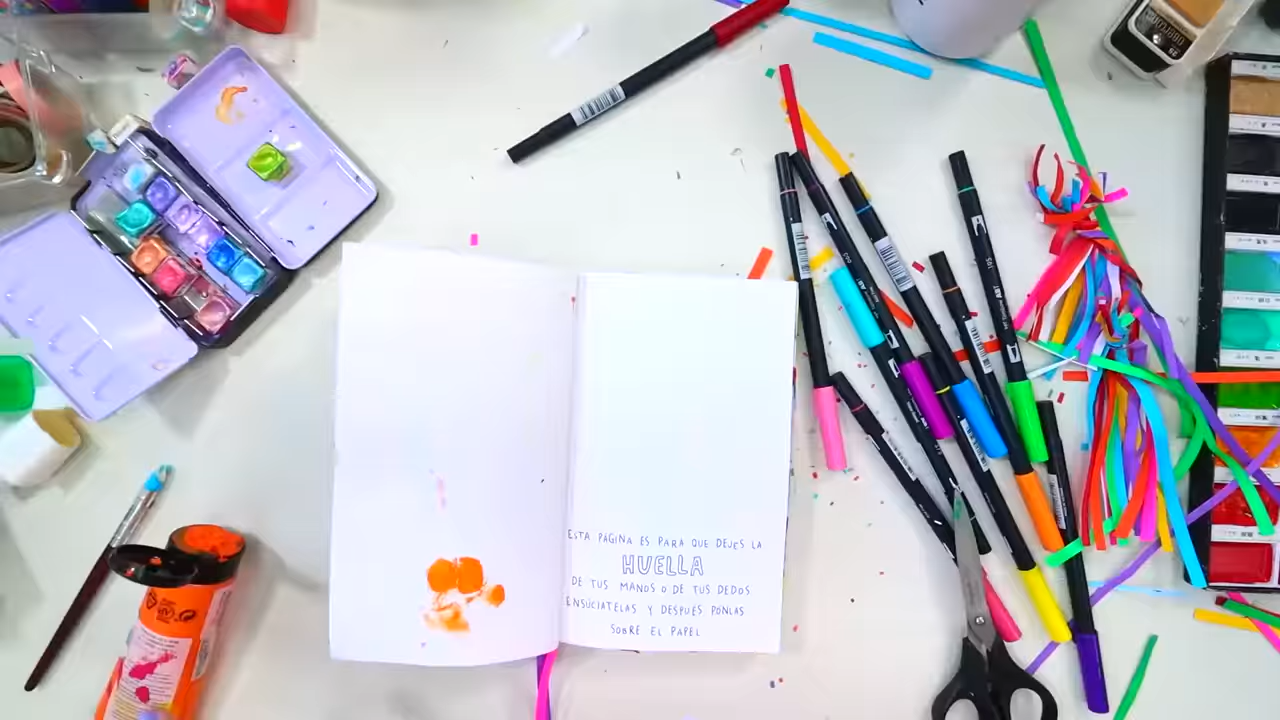 ESTA PÁGINA ES PARA QUE DEJES LA
HUELLA
DE TUS MANOS O DE TUS DEDOS
ENSÚCIATELAS Y DESPUÉS PONLAS
SOBRE EL PAPEL